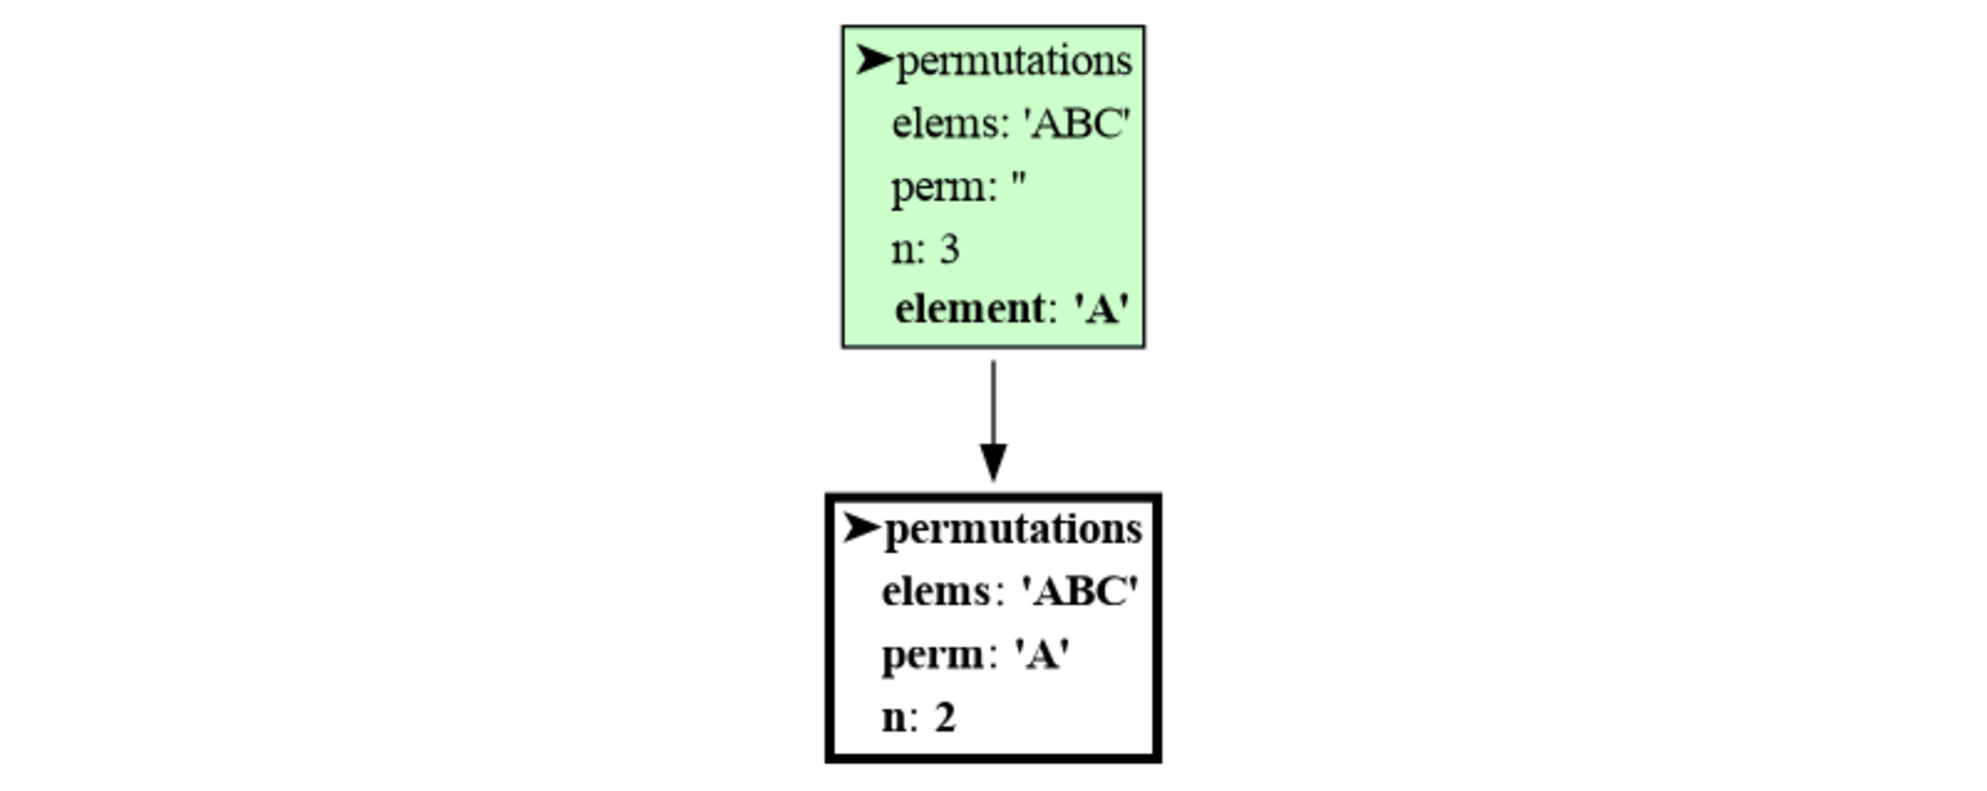 ➤permutations
elems: 'ABC'
perm: ''
n: 3
element: 'A'
➤permutations
elems: 'ABC'
perm: 'A'
n: 2